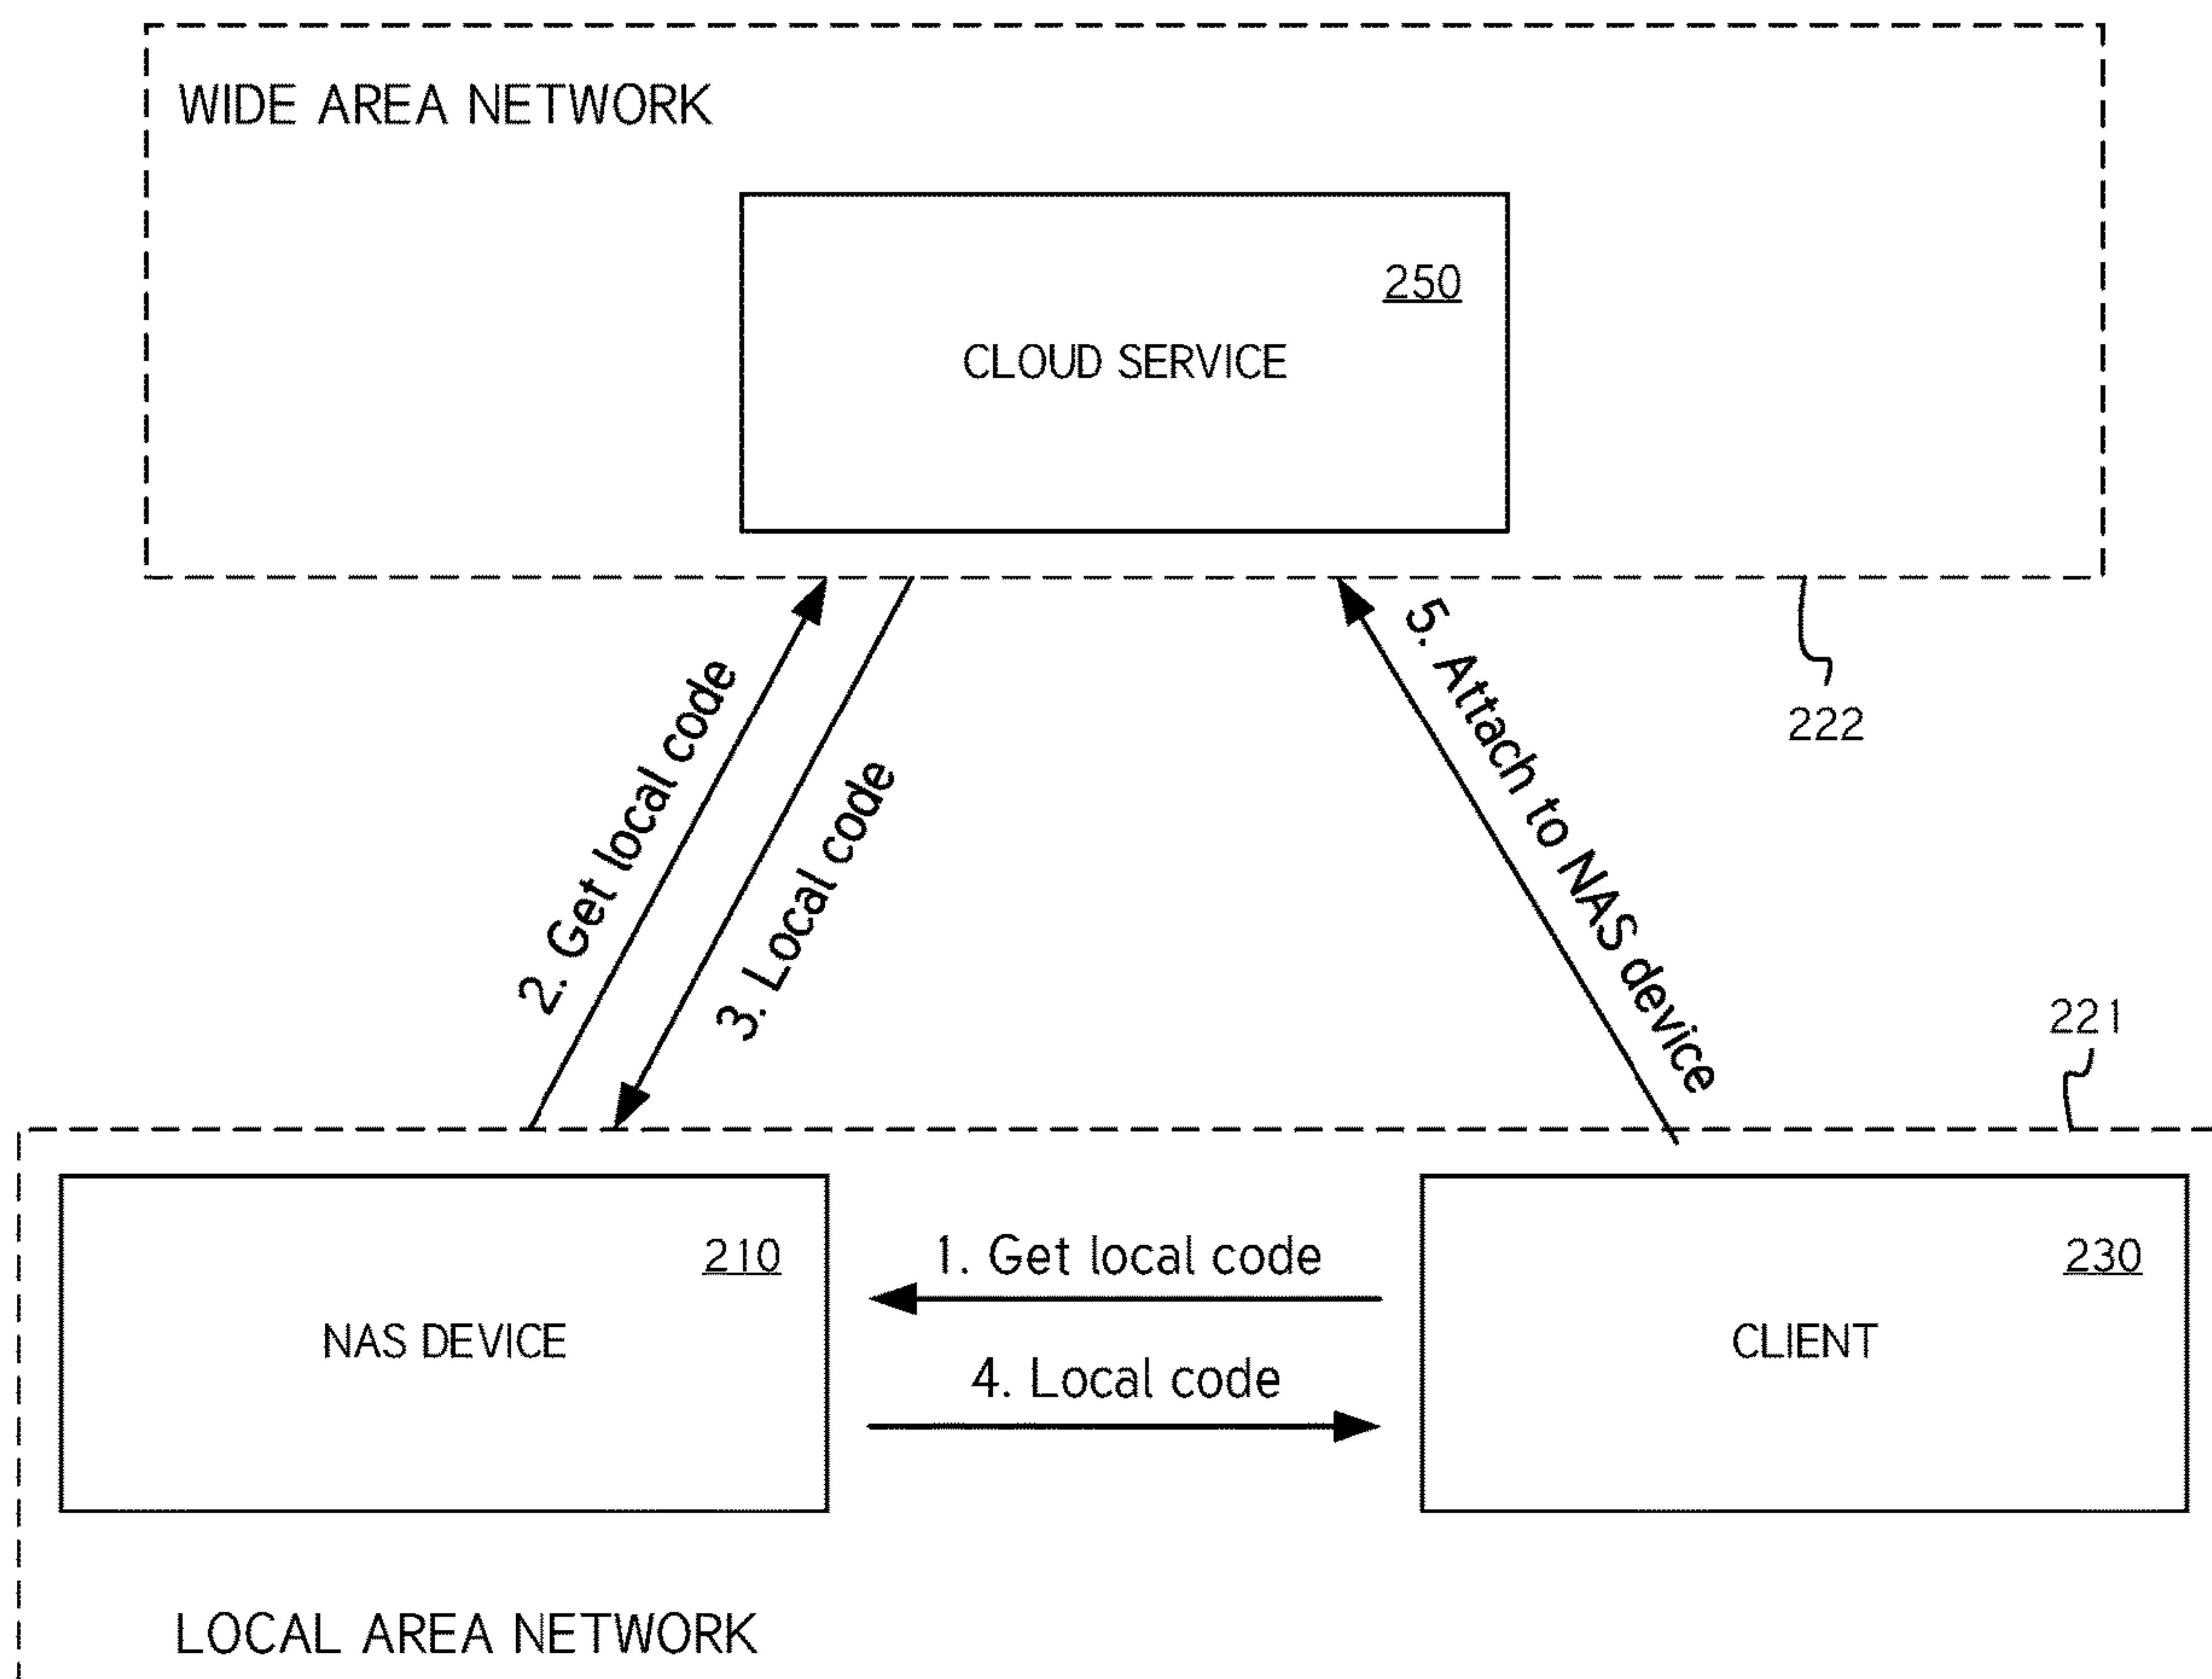 WIDE AREA NETWORK
250
CLOUD SERVICE
222
2. Get local code
3. Local code
5. Attach to NAS device
221
210
NAS DEVICE
1. Get local code
4. Local code
230
CLIENT
LOCAL AREA NETWORK